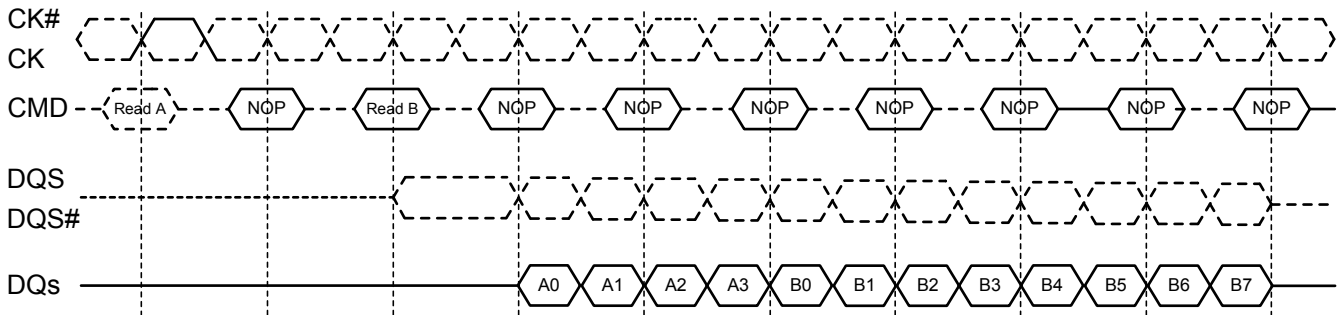 CK#
CK
CMD Read A NOP Read B NOP NOP NOP NOP NOP NOP NOP
DQS
DQS#
DQs A0 A1 A2 A3 B0 B1 B2 B3 B4 B5 B6 B7